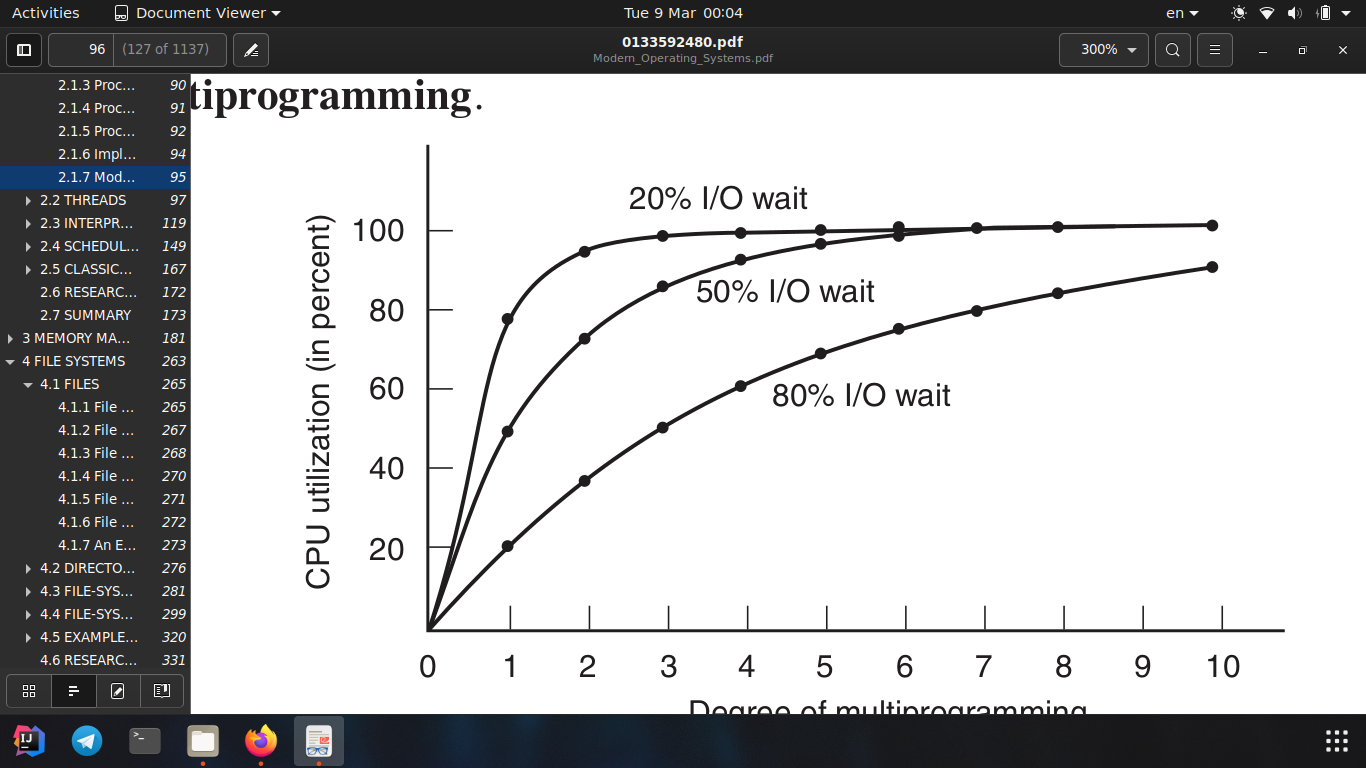 Activities Document Viewer Tue 9 Mar 00:04 en
96 (127 of 1137) 0133592480.pdf 300%
Modern_Operating_Systems.pdf
2.1.3 Proc… 90
2.1.4 Proc… 91
2.1.5 Proc… 92
2.1.6 Impl… 94
2.1.7 Mod… 95
2.2 THREADS 97
2.3 INTERPR… 119
2.4 SCHEDUL… 149
2.5 CLASSIC… 167
2.6 RESEARC… 172
2.7 SUMMARY 173
3 MEMORY MA… 181
4 FILE SYSTEMS 263
4.1 FILES 265
4.1.1 File … 265
4.1.2 File … 267
4.1.3 File … 268
4.1.4 File … 270
4.1.5 File … 271
4.1.6 File … 272
4.1.7 An E… 273
4.2 DIRECTO… 276
4.3 FILE-SYS… 281
4.4 FILE-SYS… 299
4.5 EXAMPLE… 320
4.6 RESEARC… 331
tiprogramming.
CPU utilization (in percent)
100
80
60
40
20
20% I/O wait
50% I/O wait
80% I/O wait
0 1 2 3 4 5 6 7 8 9 10
Degree of multiprogramming
IJ